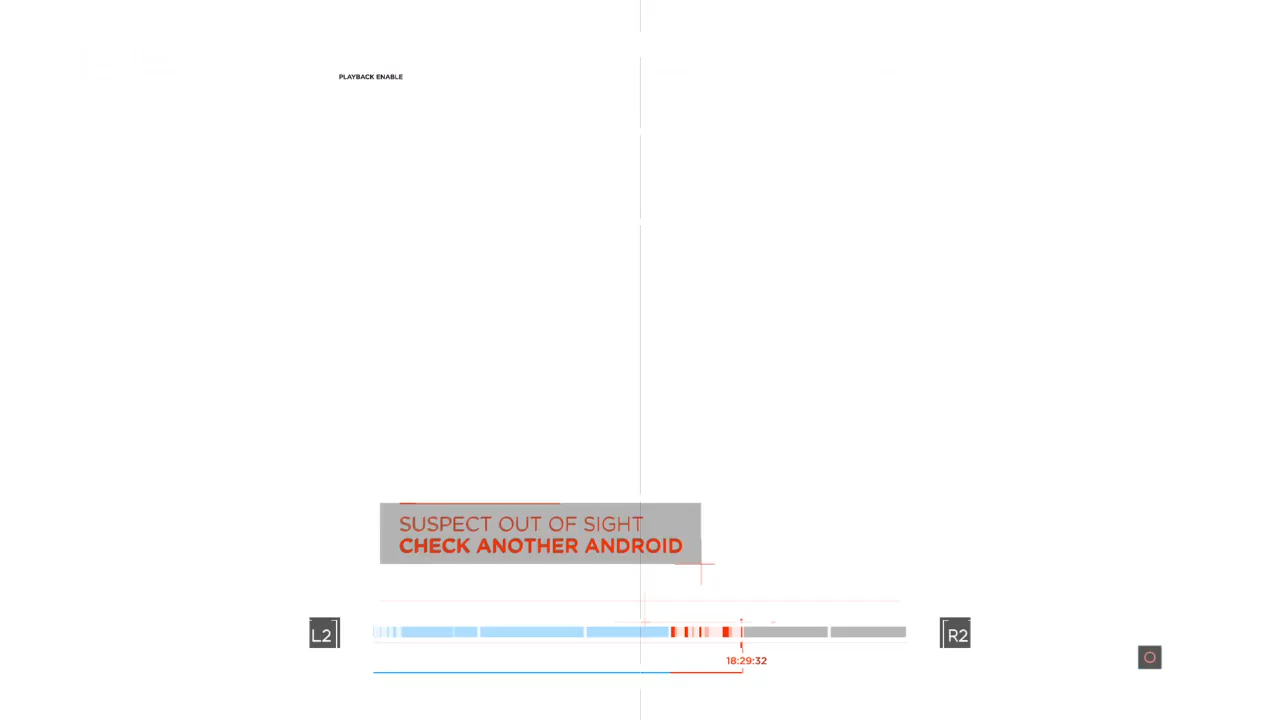 PLAYBACK ENABLE
SUSPECT OUT OF SIGHT
CHECK ANOTHER ANDROID
L2
R2
18:29:32